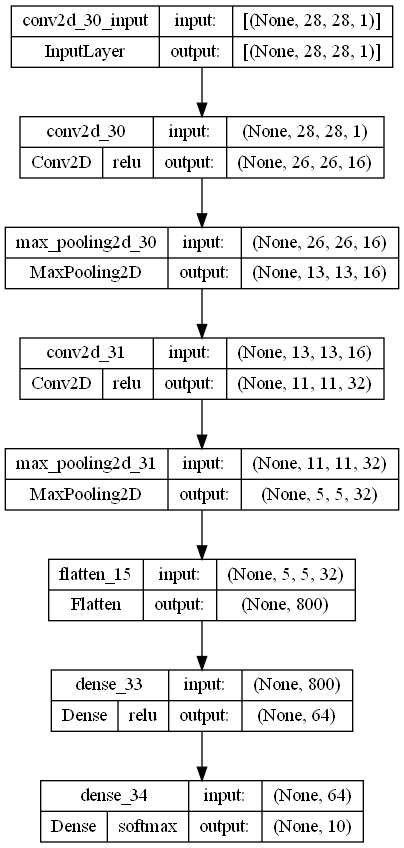 conv2d_30_input input: [(None, 28, 28, 1)]
InputLayer output: [(None, 28, 28, 1)]
conv2d_30 input: (None, 28, 28, 1)
Conv2D relu output: (None, 26, 26, 16)
max_pooling2d_30 input: (None, 26, 26, 16)
MaxPooling2D output: (None, 13, 13, 16)
conv2d_31 input: (None, 13, 13, 16)
Conv2D relu output: (None, 11, 11, 32)
max_pooling2d_31 input: (None, 11, 11, 32)
MaxPooling2D output: (None, 5, 5, 32)
flatten_15 input: (None, 5, 5, 32)
Flatten output: (None, 800)
dense_33 input: (None, 800)
Dense relu output: (None, 64)
dense_34 input: (None, 64)
Dense softmax output: (None, 10)